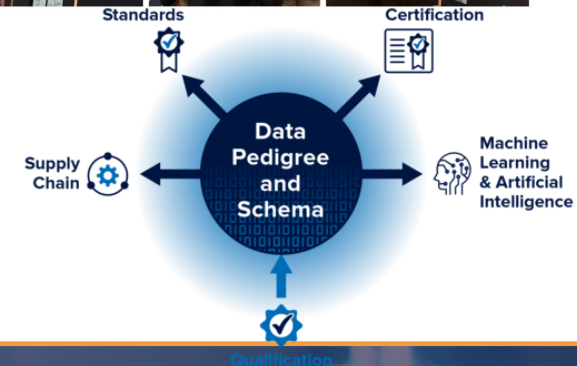 Standards
Certification
Data
Pedigree
and
Schema
Supply
Chain
Machine
Learning
& Artificial
Intelligence
Qualification